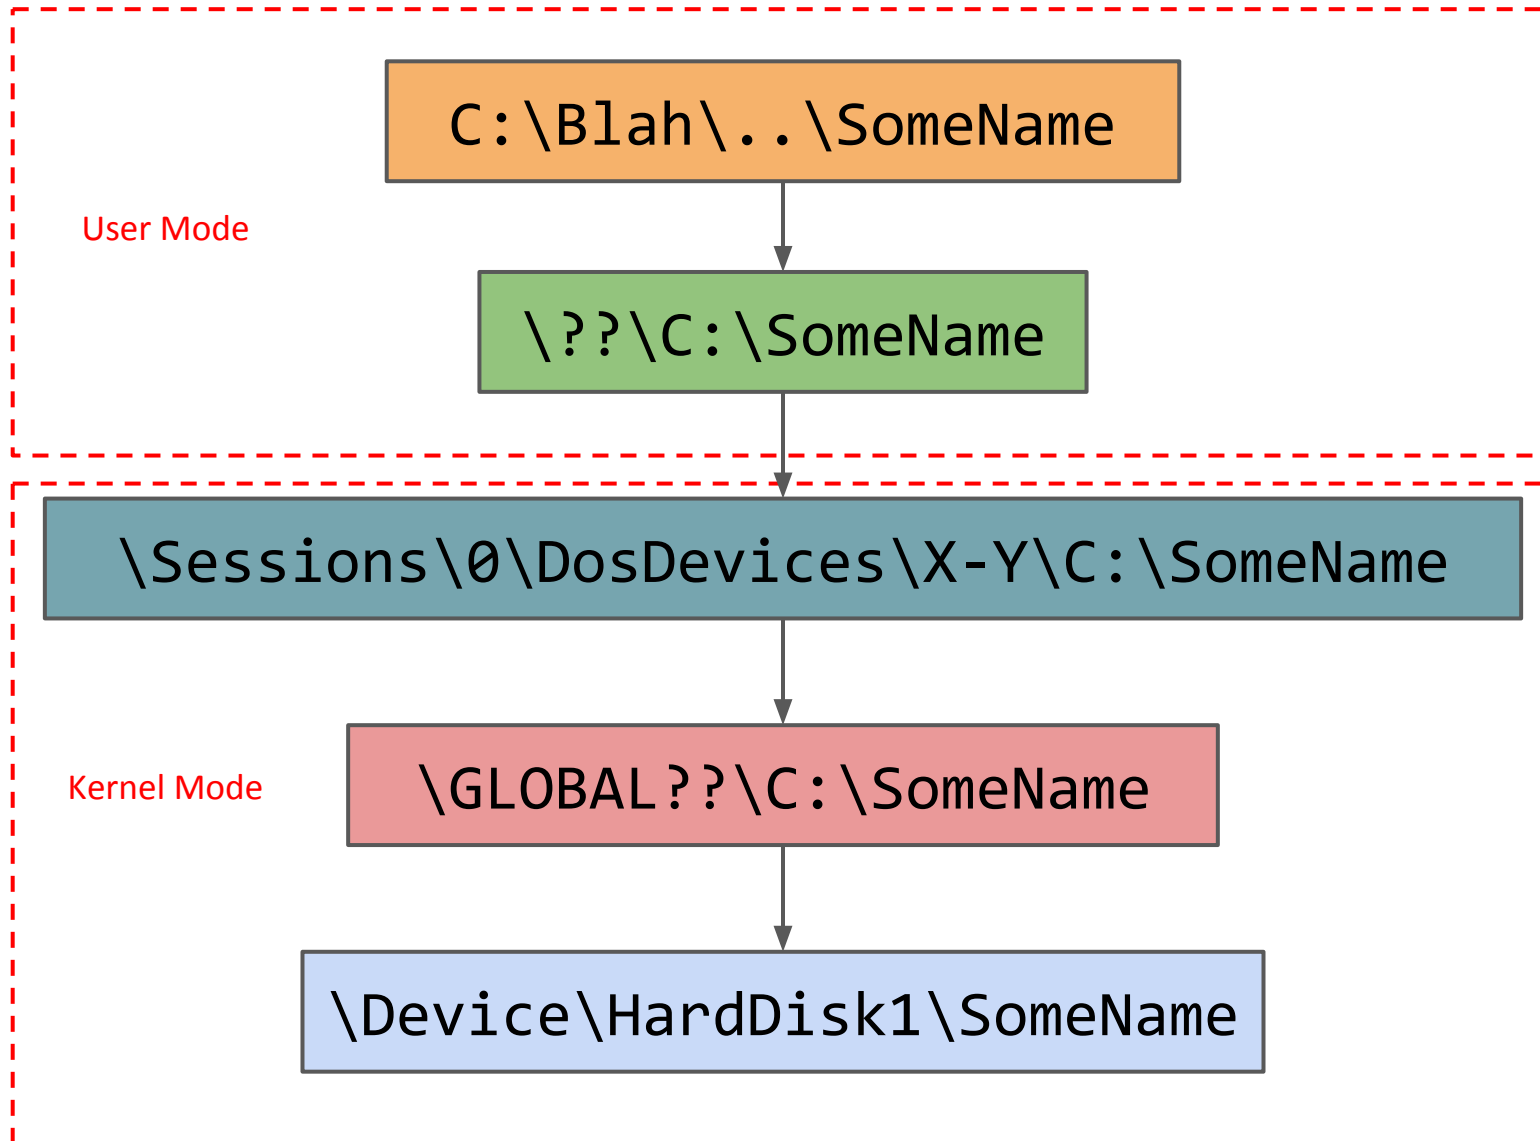 C:\Blah\..\SomeName
User Mode
\??\C:\SomeName
\Sessions\0\DosDevices\X-Y\C:\SomeName
Kernel Mode
\GLOBAL??\C:\SomeName
\Device\HardDisk1\SomeName